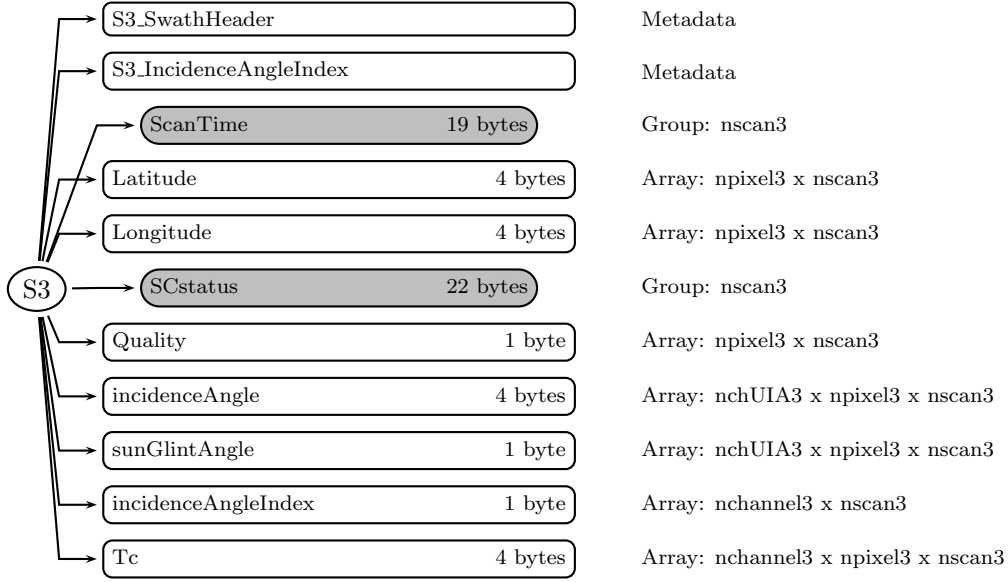 S3_SwathHeader Metadata
S3_IncidenceAngleIndex Metadata
ScanTime 19 bytes Group: nscan3
Latitude 4 bytes Array: npixel3 x nscan3
Longitude 4 bytes Array: npixel3 x nscan3
S3 SCstatus 22 bytes Group: nscan3
Quality 1 byte Array: npixel3 x nscan3
incidenceAngle 4 bytes Array: nchUIA3 x npixel3 x nscan3
sunGlintAngle 1 byte Array: nchUIA3 x npixel3 x nscan3
incidenceAngleIndex 1 byte Array: nchannel3 x nscan3
Tc 4 bytes Array: nchannel3 x npixel3 x nscan3